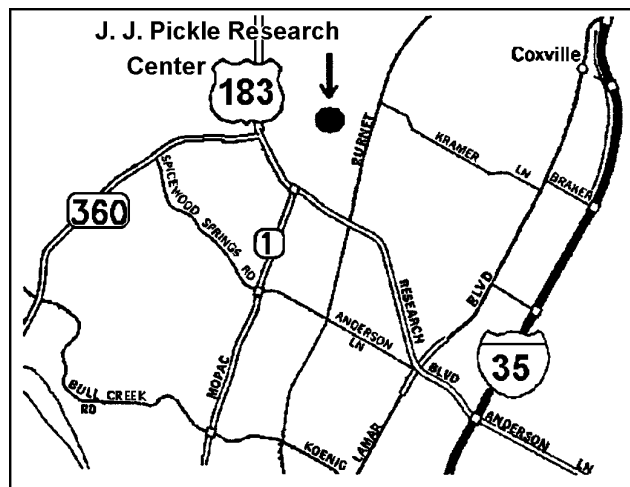 J. J. Pickle Research
Center
183
Coxville
BURNET
KRAMER
LN
BRAKER
360
SPICEWOOD SPRINGS
RD
1
BLVD
RESEARCH
ANDERSON
LN
35
MOPAC
BLVD
BULL CREEK
RD
LAMAR
KOENIG
ANDERSON
LN